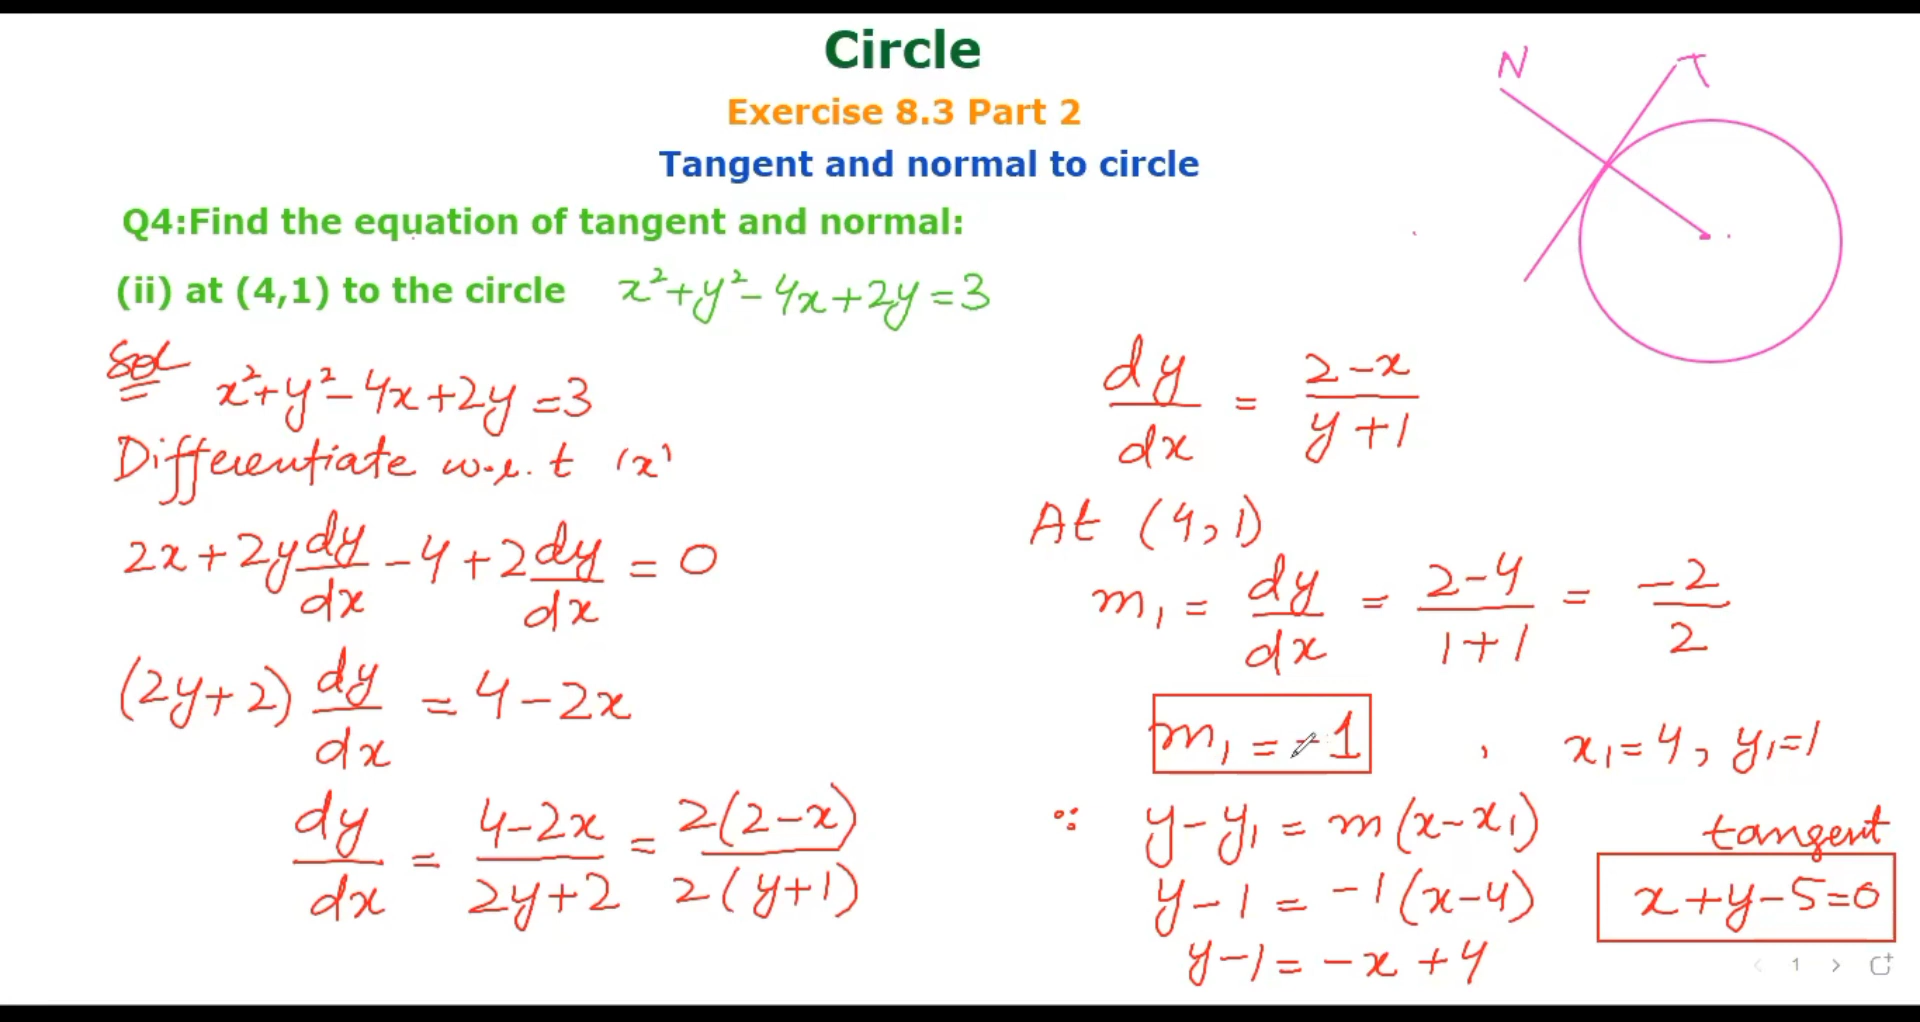 Circle
Exercise 8.3 Part 2
Tangent and normal to circle
Q4:Find the equation of tangent and normal:
(ii) at (4,1) to the circle x²+y²-4x+2y=3
Sol x²+y²-4x+2y=3
Differentiate w.r.t 'x'
2x+2y dy/dx -4+2 dy/dx = 0
(2y+2) dy/dx = 4-2x
dy/dx = 4-2x/2y+2 = 2(2-x)/2(y+1)
N T
dy/dx = 2-x/y+1
At (4,1)
m₁ = dy/dx = 2-4/1+1 = -2/2
m₁ = -1 , x₁=4, y₁=1
∵ y-y₁ = m(x-x₁)
y-1 = -1(x-4)
y-1 = -x+4
tangent
x+y-5=0
1